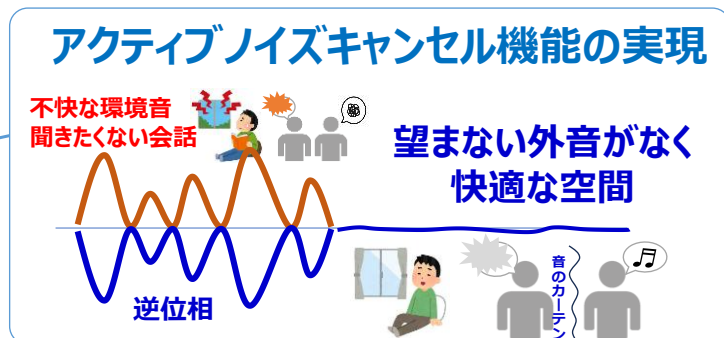 アクティブノイズキャンセル機能の実現
不快な環境音
聞きたくない会話
望まない外音がなく
快適な空間
逆位相
音のカーテン